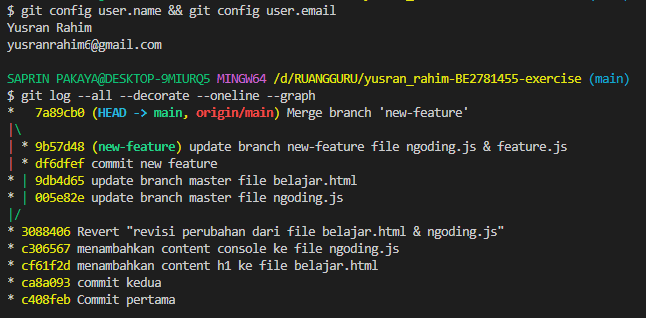 $ git config user.name && git config user.email
Yusran Rahim
yusranrahim6@gmail.com
SAPRIN PAKAYA@DESKTOP-9MIURQ5 MINGW64 /d/RUANGGURU/yusran_rahim-BE2781455-exercise (main)
$ git log --all --decorate --oneline --graph
*   7a89cb0 (HEAD -> main, origin/main) Merge branch 'new-feature'
|\
| * 9b57d48 (new-feature) update branch new-feature file ngoding.js & feature.js
| * df6dfef commit new feature
* | 9db4d65 update branch master file belajar.html
* | 005e82e update branch master file ngoding.js
|/
* 3088406 Revert "revisi perubahan dari file belajar.html & ngoding.js"
* c306567 menambahkan content console ke file ngoding.js
* cf61f2d menambahkan content h1 ke file belajar.html
* ca8a093 commit kedua
* c408feb Commit pertama